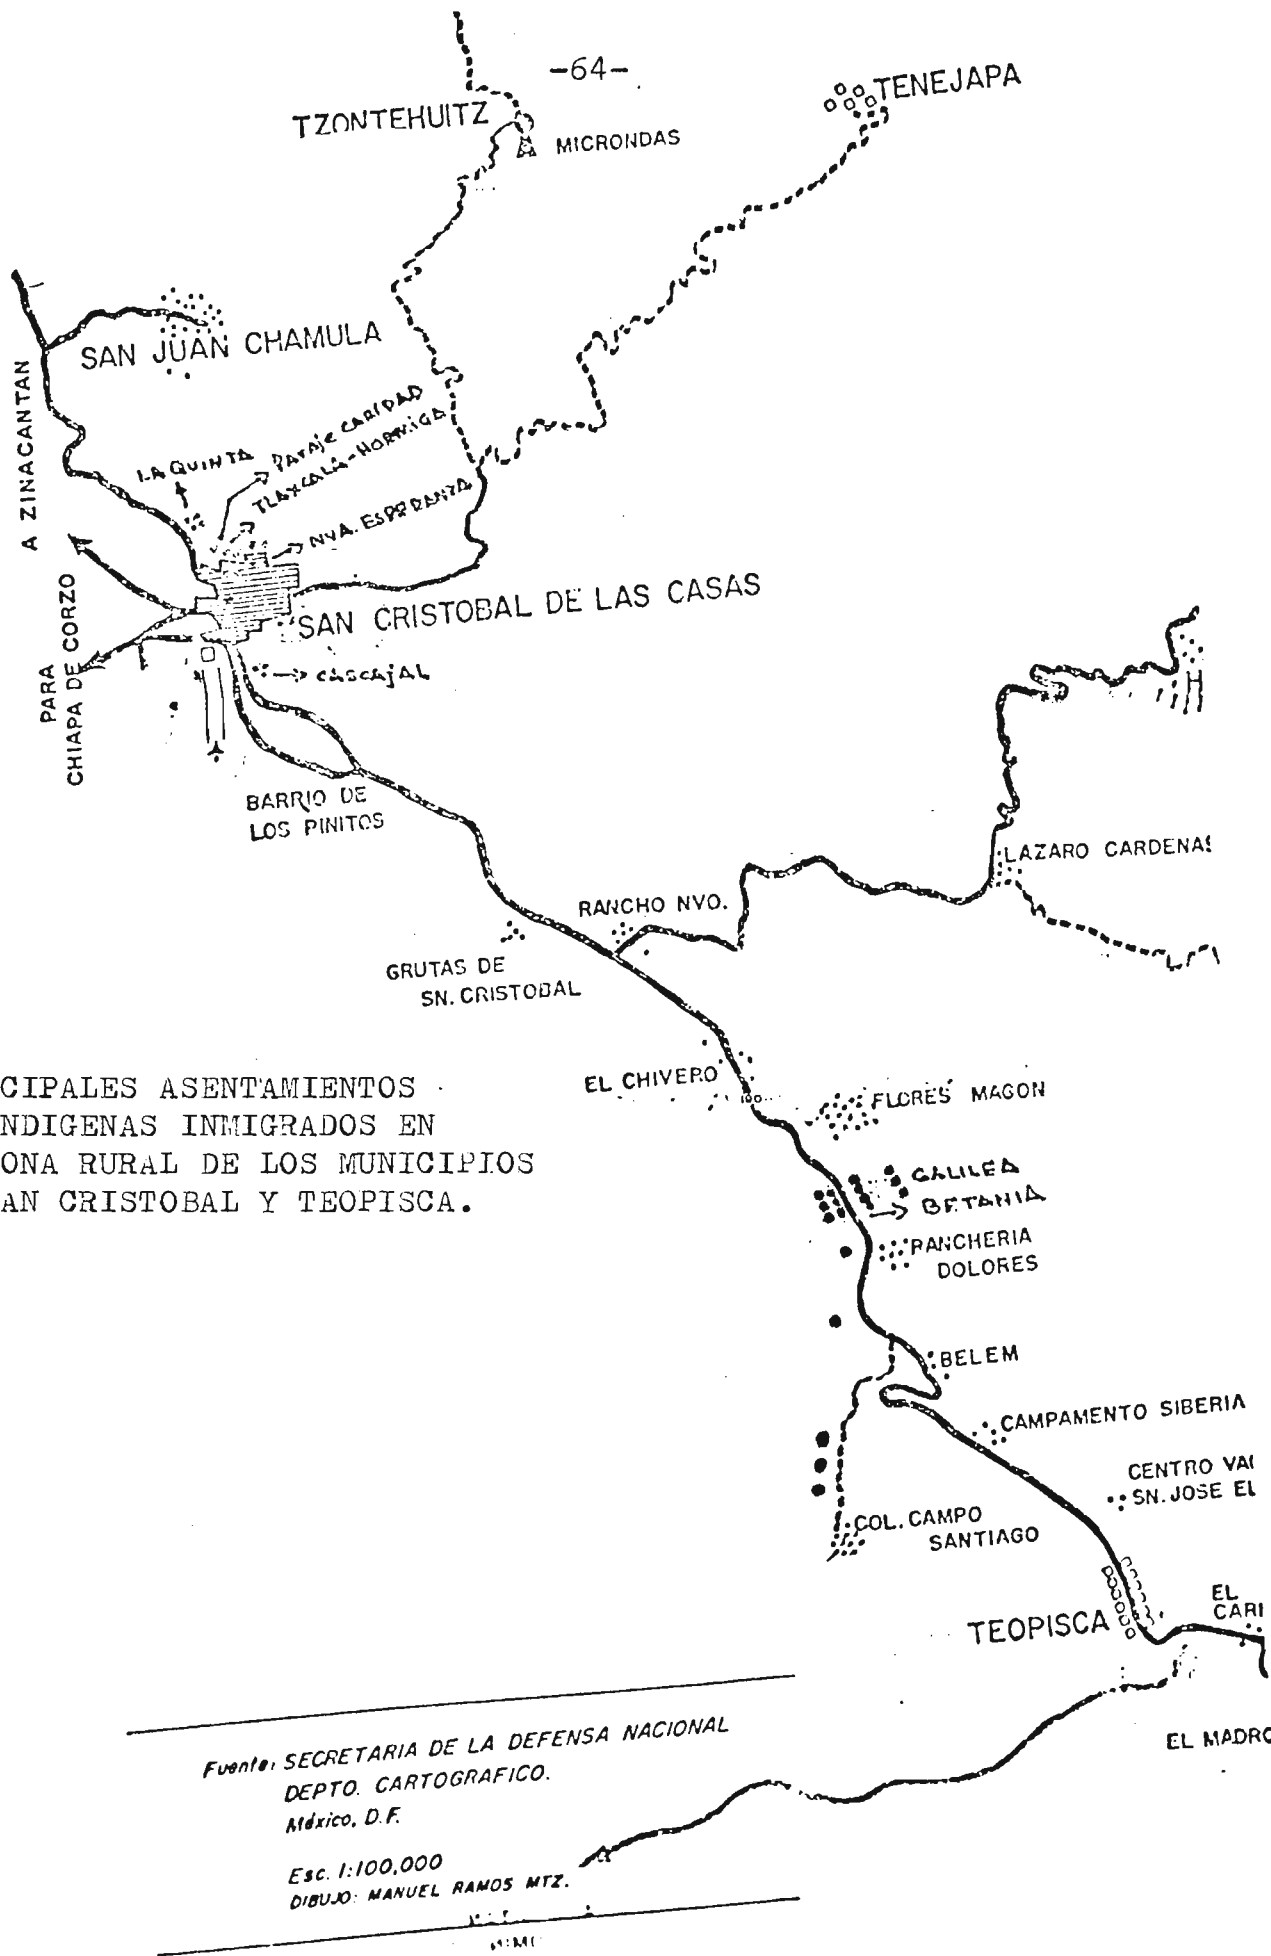 -64-
TENEJAPA
TZONTEHUITZ
MICRONDAS
SAN JUAN CHAMULA
A ZINACANTAN
LA QUINTA
PARAJE CARIDAD
TLAXCALA-HORMIGA
NVA. ESPERANZA
SAN CRISTOBAL DE LAS CASAS
PARA
CHIAPA DE CORZO
CASCAJAL
BARRIO DE
LOS PINITOS
LAZARO CARDENAS
RANCHO NVO.
GRUTAS DE
SN. CRISTOBAL
CIPALES ASENTAMIENTOS
NDIGENAS INMIGRADOS EN
ONA RURAL DE LOS MUNICIPIOS
AN CRISTOBAL Y TEOPISCA.
EL CHIVERO
FLORES MAGON
GALILEA
BETANIA
RANCHERIA
DOLORES
BELEM
CAMPAMENTO SIBERIA
CENTRO VA
SN. JOSE EL
COL. CAMPO
SANTIAGO
EL
CARI
TEOPISCA
EL MADRO
Fuente: SECRETARIA DE LA DEFENSA NACIONAL
DEPTO. CARTOGRAFICO.
México, D.F.
Esc. 1:100,000
DIBUJO: MANUEL RAMOS MTZ.